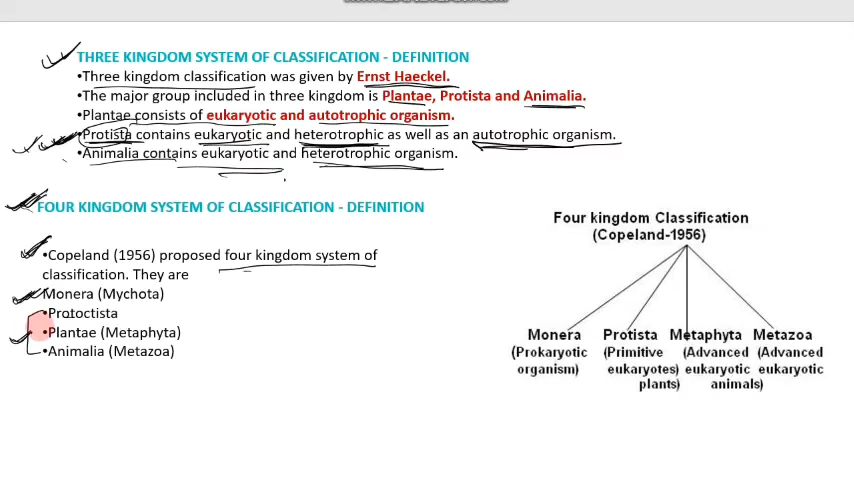 THREE KINGDOM SYSTEM OF CLASSIFICATION - DEFINITION
•Three kingdom classification was given by Ernst Haeckel.
•The major group included in three kingdom is Plantae, Protista and Animalia.
•Plantae consists of eukaryotic and autotrophic organism.
•Protista contains eukaryotic and heterotrophic as well as an autotrophic organism.
•Animalia contains eukaryotic and heterotrophic organism.
FOUR KINGDOM SYSTEM OF CLASSIFICATION - DEFINITION
•Copeland (1956) proposed four kingdom system of
classification. They are
Monera (Mychota)
•Protoctista
•Plantae (Metaphyta)
•Animalia (Metazoa)
Four kingdom Classification
(Copeland-1956)
Monera Protista Metaphyta Metazoa
(Prokaryotic (Primitive (Advanced (Advanced
organism) eukaryotes) eukaryotic eukaryotic
plants) animals)